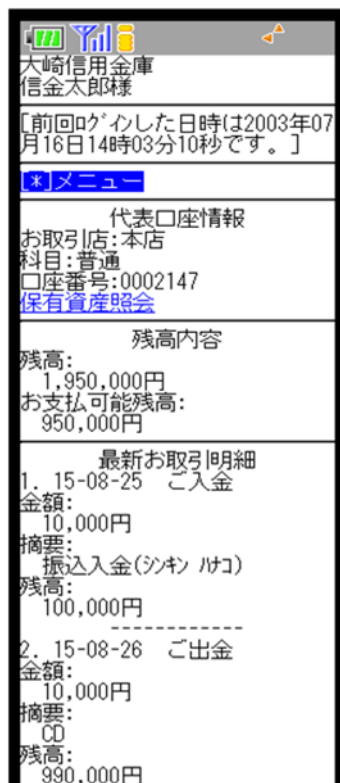 大崎信用金庫
信金太郎様
[前回ﾛｸﾞｲﾝした日時は2003年07
月16日14時03分10秒です。]
[*]メニュー
代表口座情報
お取引店:本店
科目:普通
口座番号:0002147
保有資産照会
残高内容
残高:
1,950,000円
お支払可能残高:
950,000円
最新お取引明細
1. 15-08-25 ご入金
金額:
10,000円
摘要:
振込入金(ｼﾝｷﾝ ﾊﾅｺ)
残高:
100,000円
------------
2. 15-08-26 ご出金
金額:
10,000円
摘要:
CD
残高:
990,000円